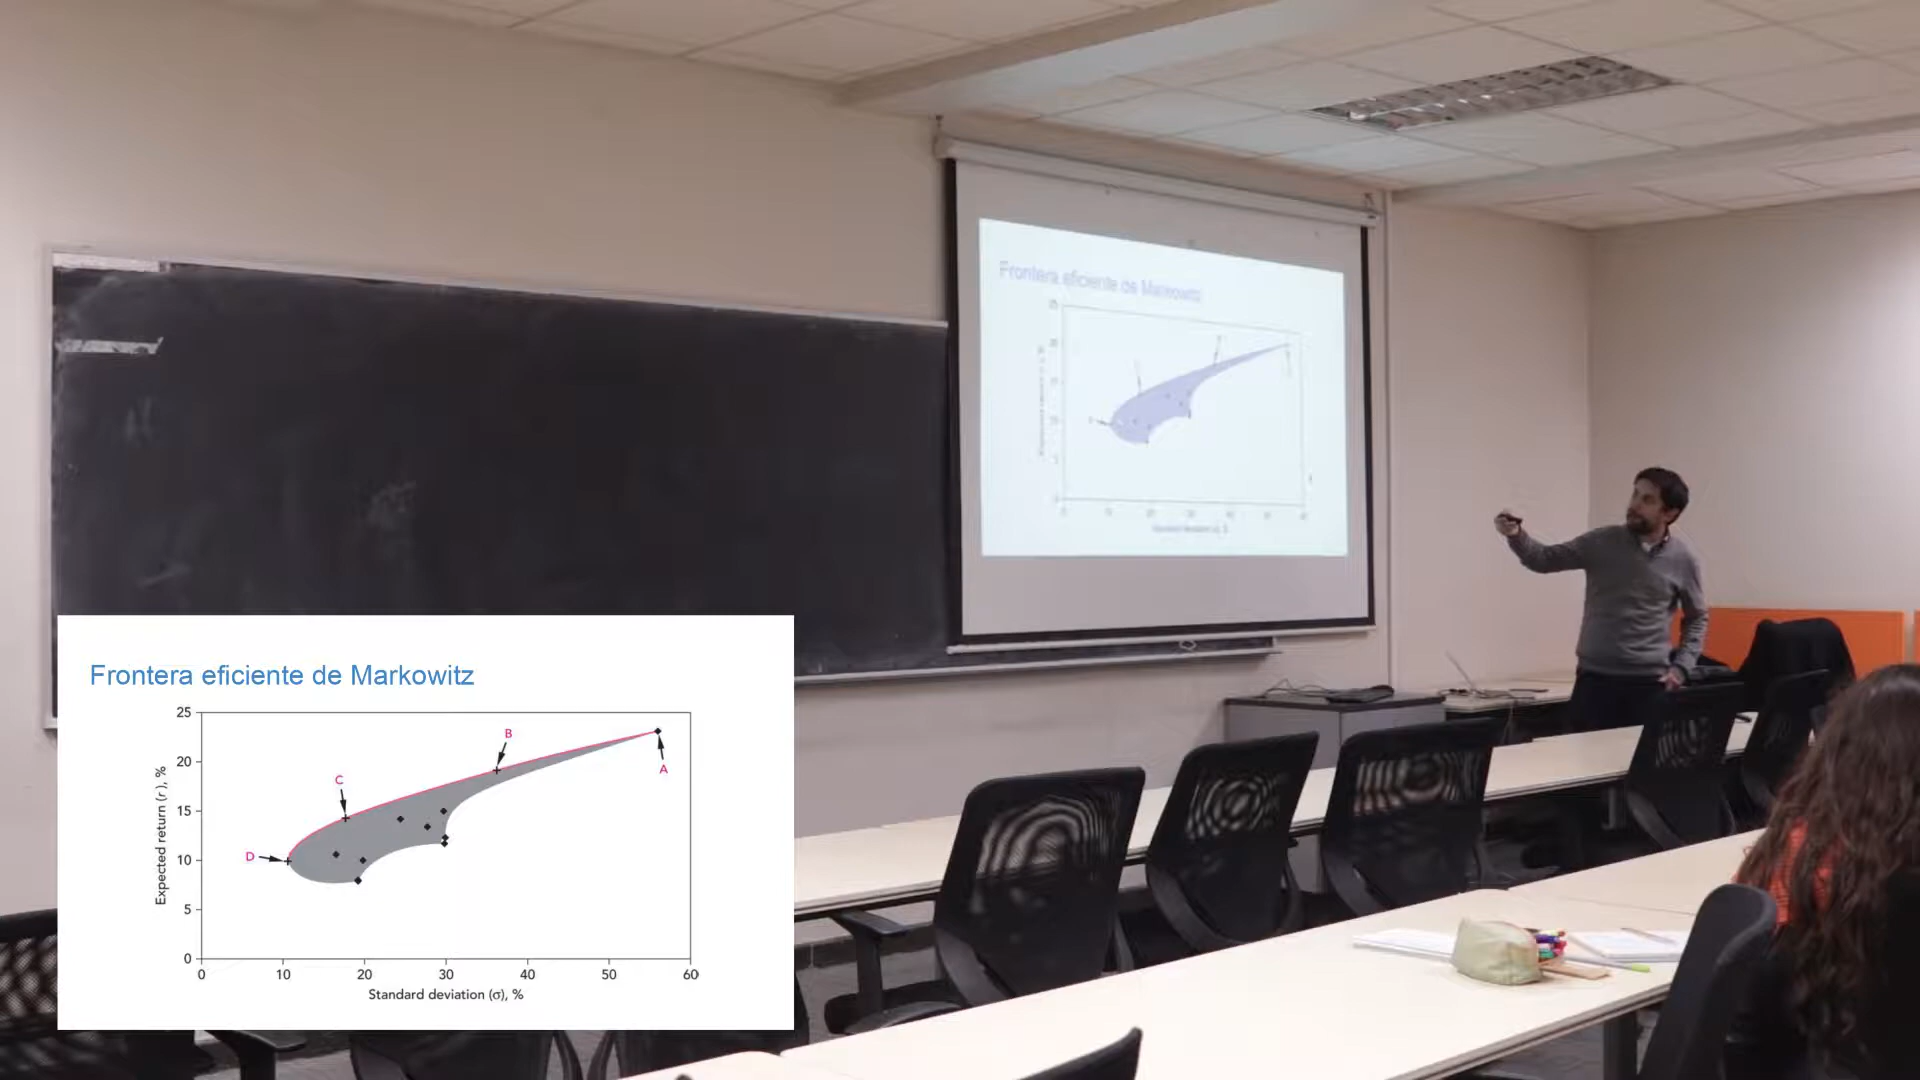 Frontera eficiente de Markowitz
Frontera eficiente de Markowitz
25
20
15
10
5
0
Expected return (r), %
D
C
B
A
0 10 20 30 40 50 60
Standard deviation (σ), %